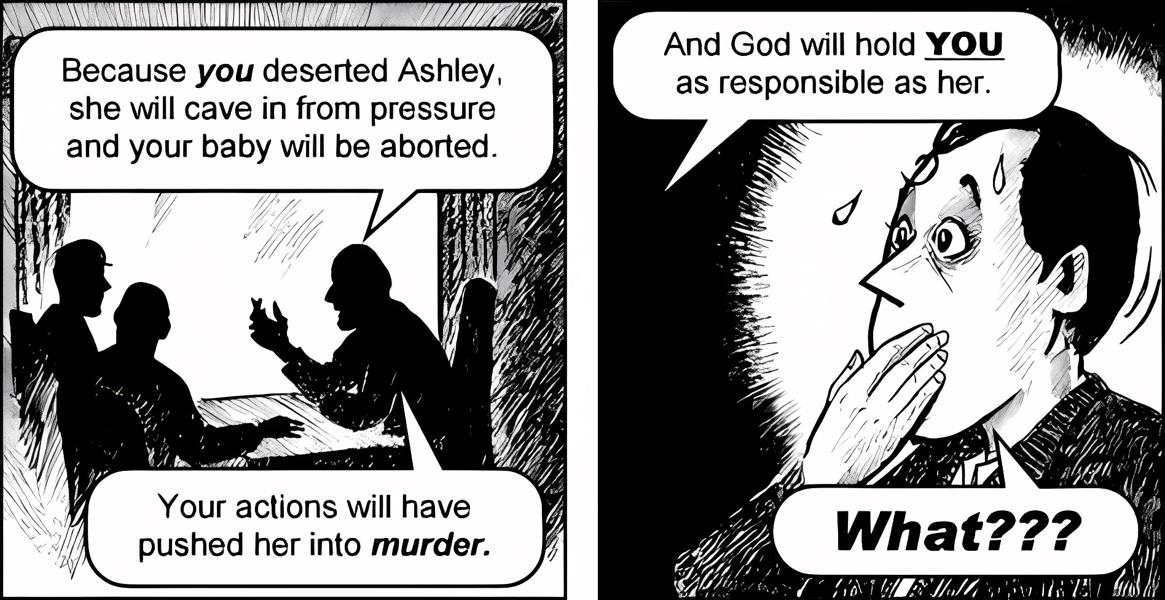 Because you deserted Ashley,
she will cave in from pressure
and your baby will be aborted.
Your actions will have
pushed her into murder.
And God will hold YOU
as responsible as her.
What???